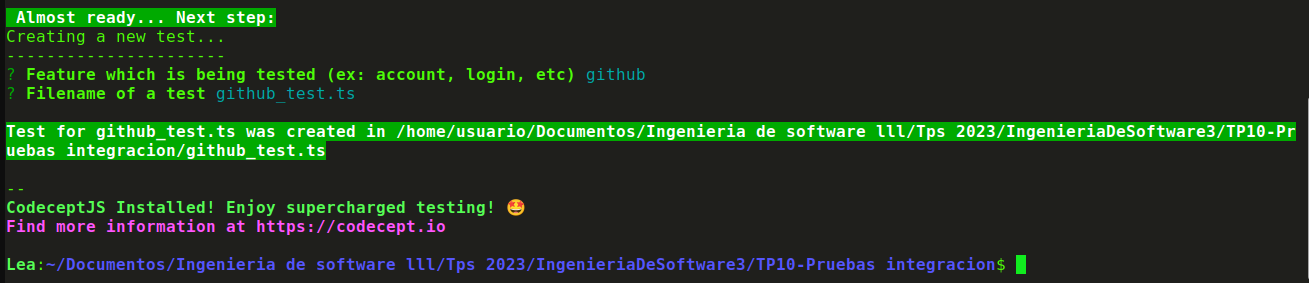 Almost ready... Next step:
Creating a new test...
----------------------
? Feature which is being tested (ex: account, login, etc) github
? Filename of a test github_test.ts
Test for github_test.ts was created in /home/usuario/Documentos/Ingenieria de software lll/Tps 2023/IngenieriaDeSoftware3/TP10-Pr
uebas integracion/github_test.ts
--
CodeceptJS Installed! Enjoy supercharged testing! 🤩
Find more information at https://codecept.io
Lea:~/Documentos/Ingenieria de software lll/Tps 2023/IngenieriaDeSoftware3/TP10-Pruebas integracion$